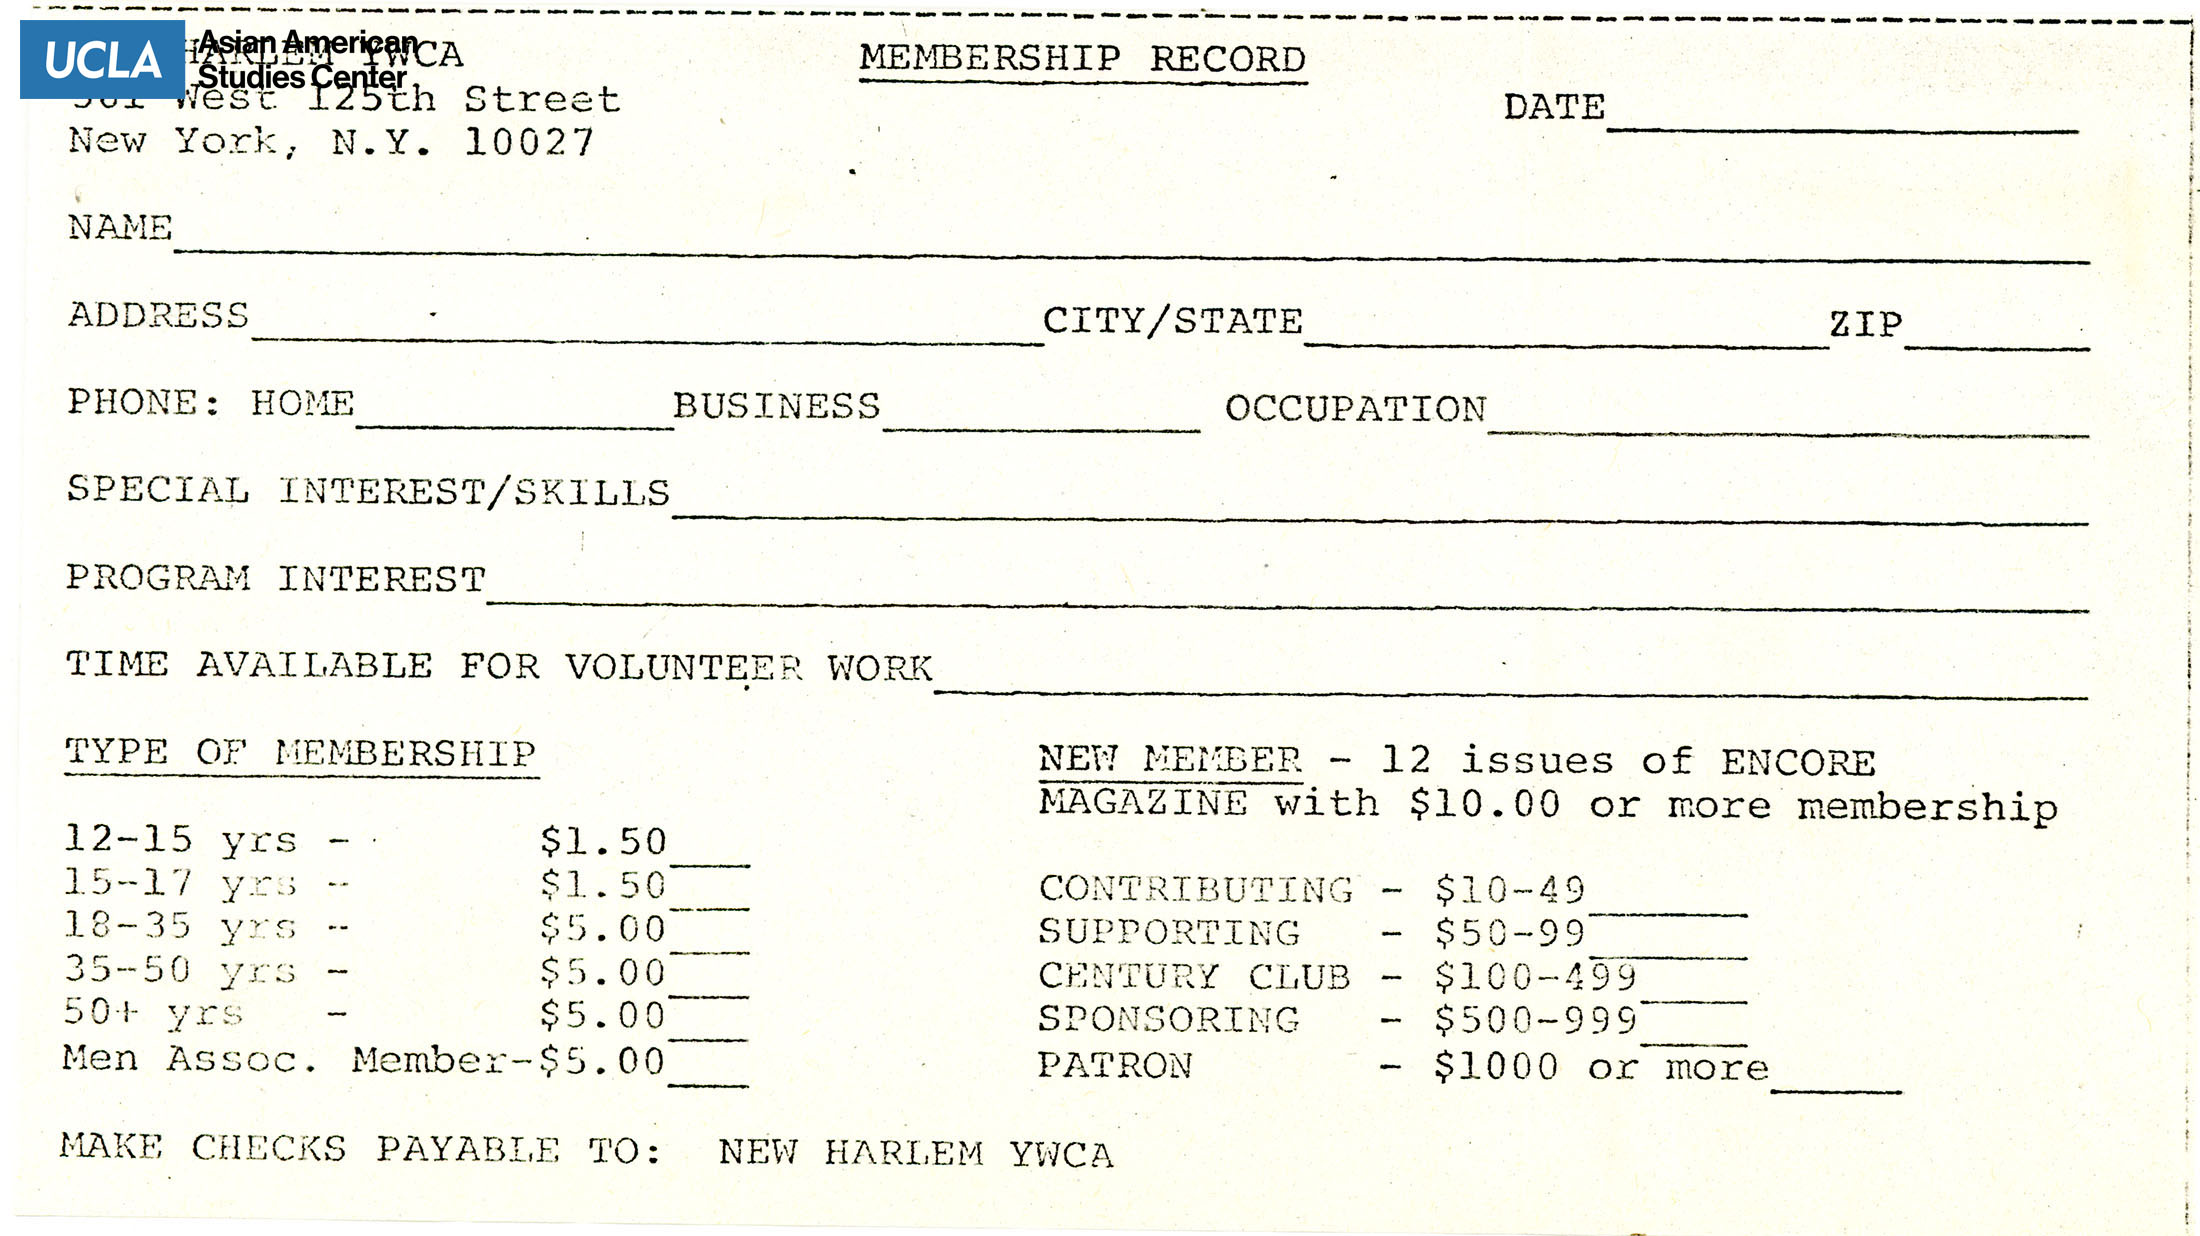 UCLA Asian American
Studies Center
HARLEM YWCA
MEMBERSHIP RECORD
West 125th Street
DATE
New York, N.Y. 10027
NAME
ADDRESS CITY/STATE ZIP
PHONE: HOME BUSINESS OCCUPATION
SPECIAL INTEREST/SKILLS
PROGRAM INTEREST
TIME AVAILABLE FOR VOLUNTEER WORK
TYPE OF MEMBERSHIP
12-15 yrs - $1.50
15-17 yrs - $1.50
18-35 yrs - $5.00
35-50 yrs - $5.00
50+ yrs - $5.00
Men Assoc. Member-$5.00
NEW MEMBER - 12 issues of ENCORE
MAGAZINE with $10.00 or more membership
CONTRIBUTING - $10-49
SUPPORTING - $50-99
CENTURY CLUB - $100-499
SPONSORING - $500-999
PATRON - $1000 or more
MAKE CHECKS PAYABLE TO: NEW HARLEM YWCA